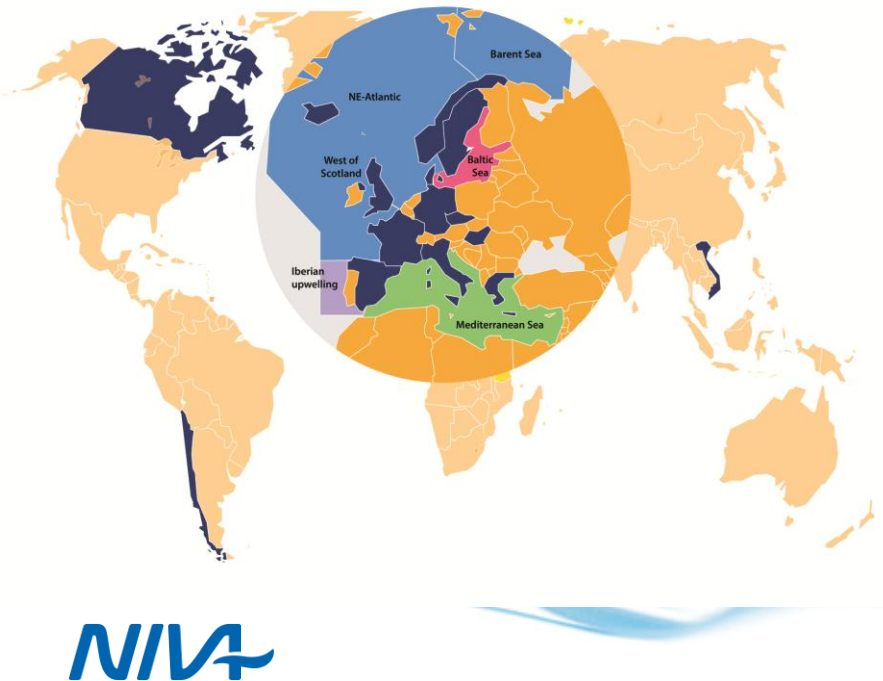 Barent Sea
NE-Atlantic
West of
Scotland
Baltic
Sea
Iberian
upwelling
Mediterranean Sea
NIVA